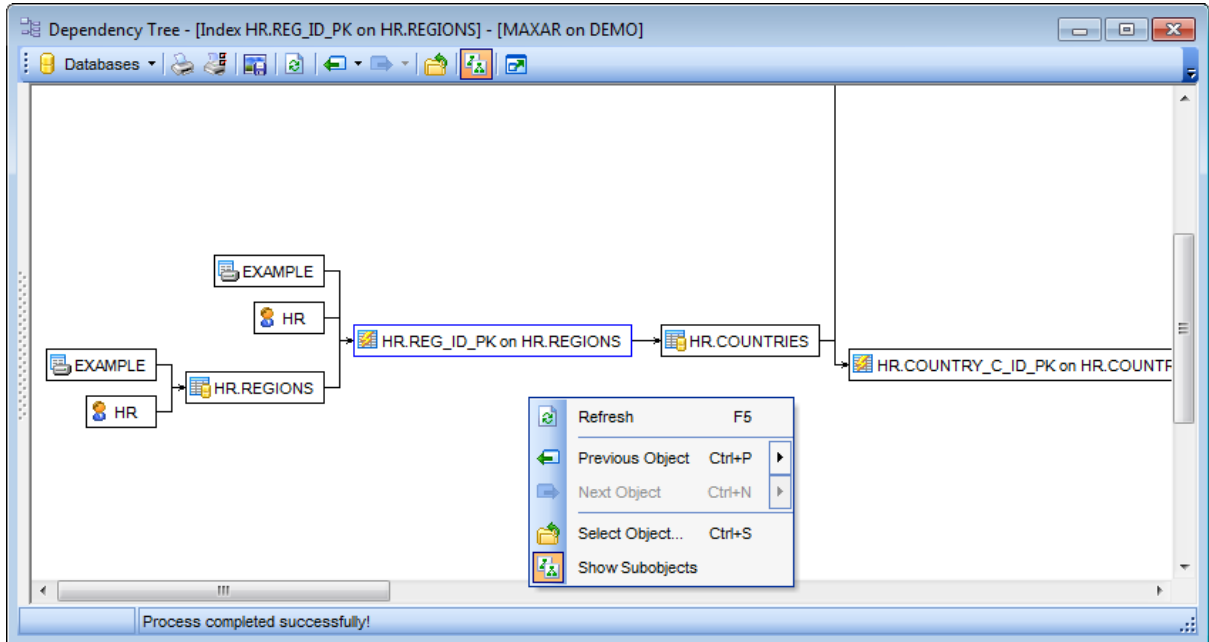 Dependency Tree - [Index HR.REG_ID_PK on HR.REGIONS] - [MAXAR on DEMO]
Databases
EXAMPLE
HR
HR.REG_ID_PK on HR.REGIONS
HR.COUNTRIES
EXAMPLE
HR.COUNTRY_C_ID_PK on HR.COUNTR
HR.REGIONS
HR
Refresh F5
Previous Object Ctrl+P
Next Object Ctrl+N
Select Object... Ctrl+S
Show Subobjects
Process completed successfully!